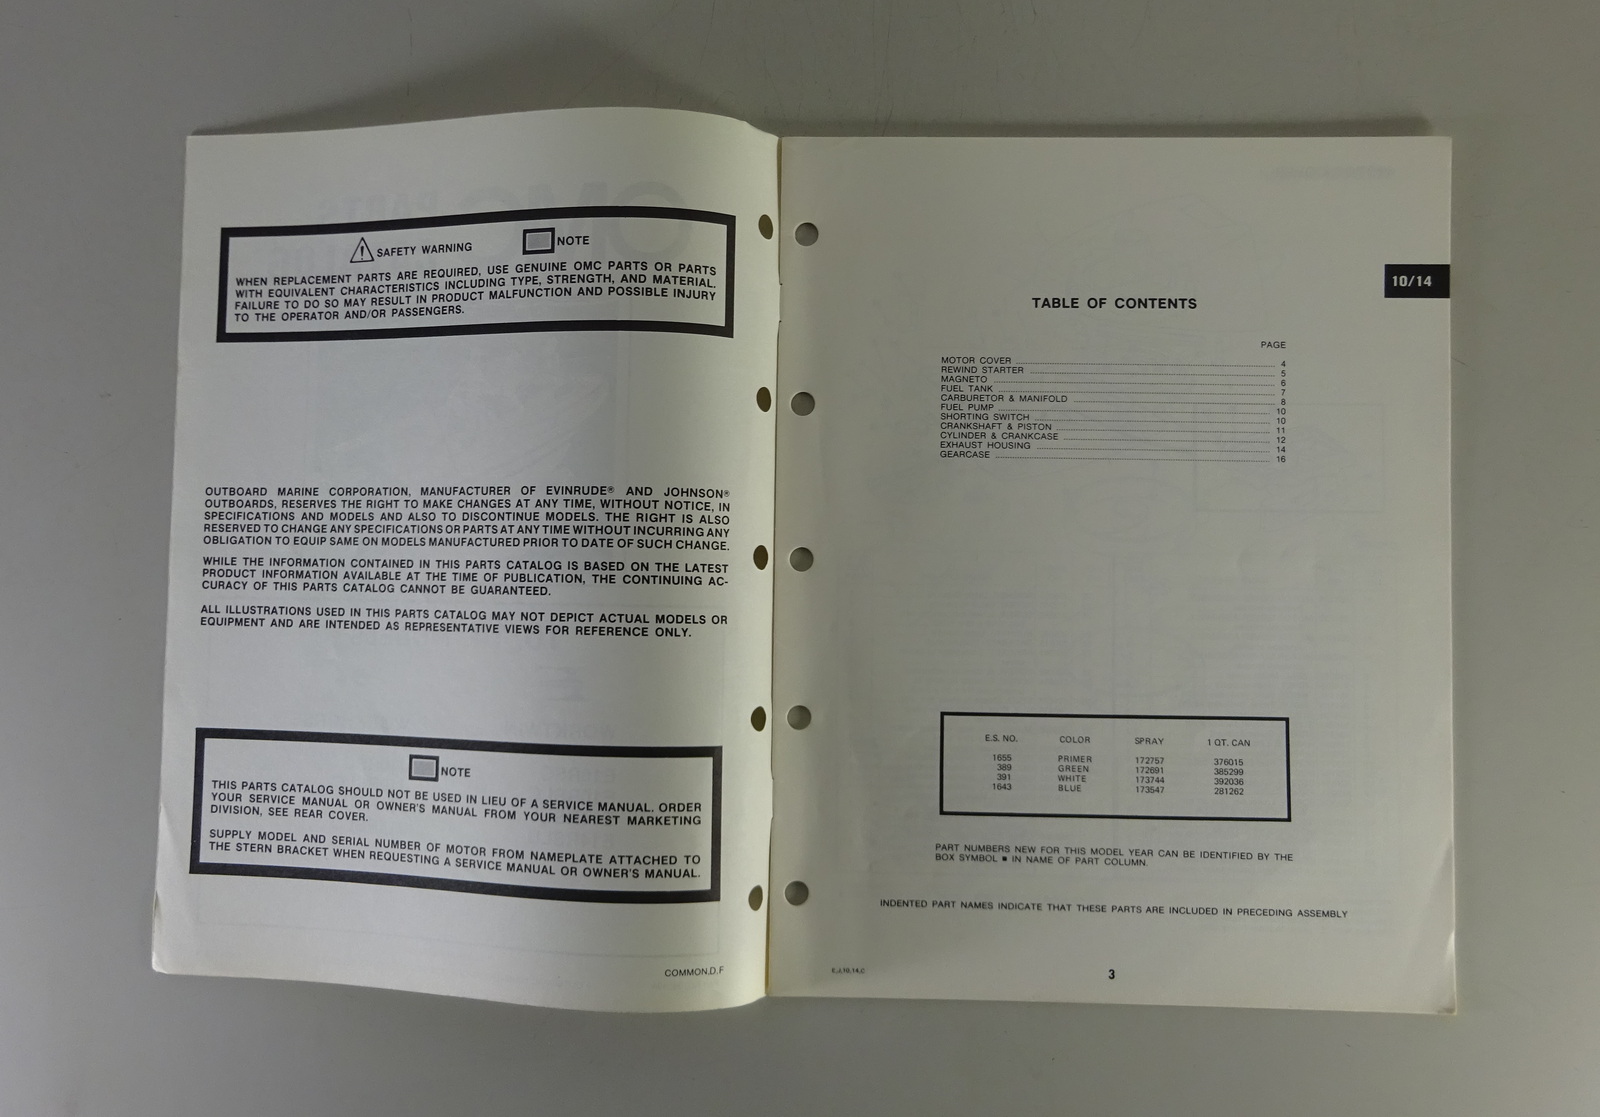 ⚠ SAFETY WARNING NOTE
WHEN REPLACEMENT PARTS ARE REQUIRED, USE GENUINE OMC PARTS OR PARTS
WITH EQUIVALENT CHARACTERISTICS INCLUDING TYPE, STRENGTH, AND MATERIAL.
FAILURE TO DO SO MAY RESULT IN PRODUCT MALFUNCTION AND POSSIBLE INJURY
TO THE OPERATOR AND/OR PASSENGERS.
OUTBOARD MARINE CORPORATION, MANUFACTURER OF EVINRUDE® AND JOHNSON®
OUTBOARDS, RESERVES THE RIGHT TO MAKE CHANGES AT ANY TIME, WITHOUT NOTICE, IN
SPECIFICATIONS AND MODELS AND ALSO TO DISCONTINUE MODELS. THE RIGHT IS ALSO
RESERVED TO CHANGE ANY SPECIFICATIONS OR PARTS AT ANY TIME WITHOUT INCURRING ANY
OBLIGATION TO EQUIP SAME ON MODELS MANUFACTURED PRIOR TO DATE OF SUCH CHANGE.
WHILE THE INFORMATION CONTAINED IN THIS PARTS CATALOG IS BASED ON THE LATEST
PRODUCT INFORMATION AVAILABLE AT THE TIME OF PUBLICATION, THE CONTINUING AC-
CURACY OF THIS PARTS CATALOG CANNOT BE GUARANTEED.
ALL ILLUSTRATIONS USED IN THIS PARTS CATALOG MAY NOT DEPICT ACTUAL MODELS OR
EQUIPMENT AND ARE INTENDED AS REPRESENTATIVE VIEWS FOR REFERENCE ONLY.
NOTE
THIS PARTS CATALOG SHOULD NOT BE USED IN LIEU OF A SERVICE MANUAL. ORDER
YOUR SERVICE MANUAL OR OWNER'S MANUAL FROM YOUR NEAREST MARKETING
DIVISION, SEE REAR COVER.
SUPPLY MODEL AND SERIAL NUMBER OF MOTOR FROM NAMEPLATE ATTACHED TO
THE STERN BRACKET WHEN REQUESTING A SERVICE MANUAL OR OWNER'S MANUAL.
COMMON.D.F
10/14
TABLE OF CONTENTS
PAGE
MOTOR COVER 4
REWIND STARTER 5
MAGNETO 6
FUEL TANK 7
CARBURETOR & MANIFOLD 8
FUEL PUMP 10
SHORTING SWITCH 10
CRANKSHAFT & PISTON 11
CYLINDER & CRANKCASE 12
EXHAUST HOUSING 14
GEARCASE 16
E.S. NO. COLOR SPRAY 1 QT. CAN
1655 PRIMER 172757 376015
389 GREEN 172691 385299
391 WHITE 173744 392036
1643 BLUE 173547 281262
PART NUMBERS NEW FOR THIS MODEL YEAR CAN BE IDENTIFIED BY THE
BOX SYMBOL ■ IN NAME OF PART COLUMN.
INDENTED PART NAMES INDICATE THAT THESE PARTS ARE INCLUDED IN PRECEDING ASSEMBLY
E,J,10,14,C
3